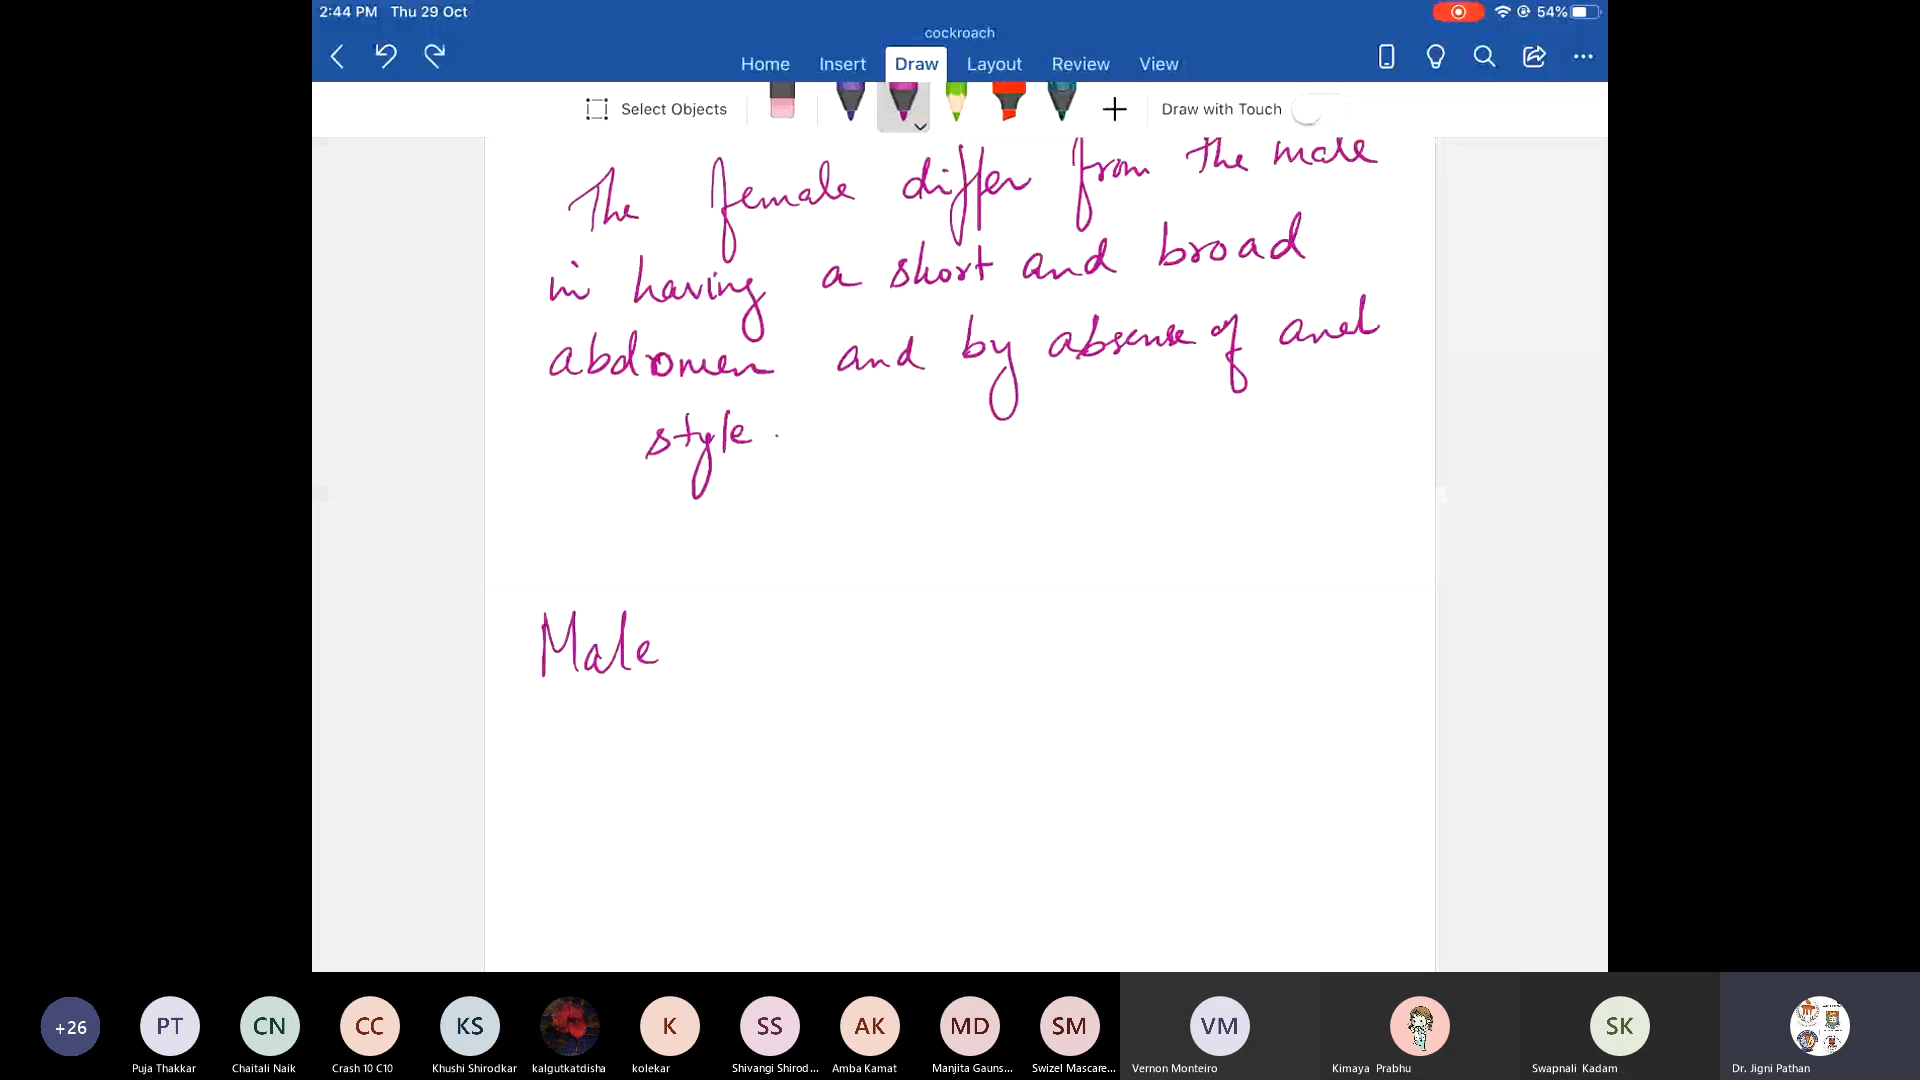 2:44 PM Thu 29 Oct
54%
cockroach
Home Insert Draw Layout Review View
Select Objects
Draw with Touch
The female differ from the male
in having a short and broad
abdomen and by absense of anel
style.
Male
+26 PT CN CC KS K SS AK MD SM VM SK
Puja Thakkar Chaitali Naik Crash 10 C10 Khushi Shirodkar kalgutkatdisha kolekar Shivangi Shirod... Amba Kamat Manjita Gauns... Swizel Mascare... Vernon Monteiro Kimaya Prabhu Swapnali Kadam Dr. Jigni Pathan